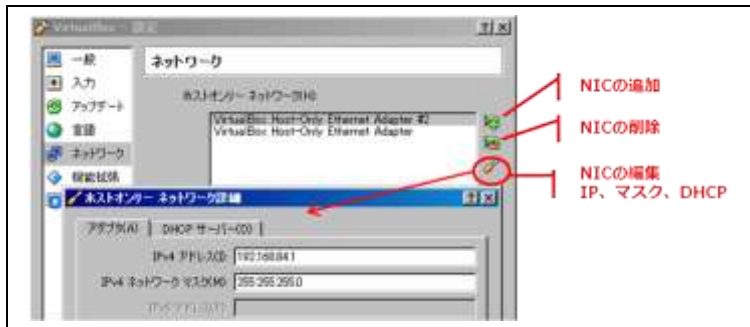 VirtualBox - 設定
一般
入力
アップデート
言語
ネットワーク
機能拡張
ネットワーク
ホストオンリー ネットワーク(H)
VirtualBox Host-Only Ethernet Adapter #2
VirtualBox Host-Only Ethernet Adapter
NICの追加
NICの削除
NICの編集
IP、マスク、DHCP
ホストオンリー ネットワーク詳細
アダプタ(A)
DHCP サーバー(D)
IPv4 アドレス(I)
192.168.84.1
IPv4 ネットワーク マスク(M)
255.255.255.0